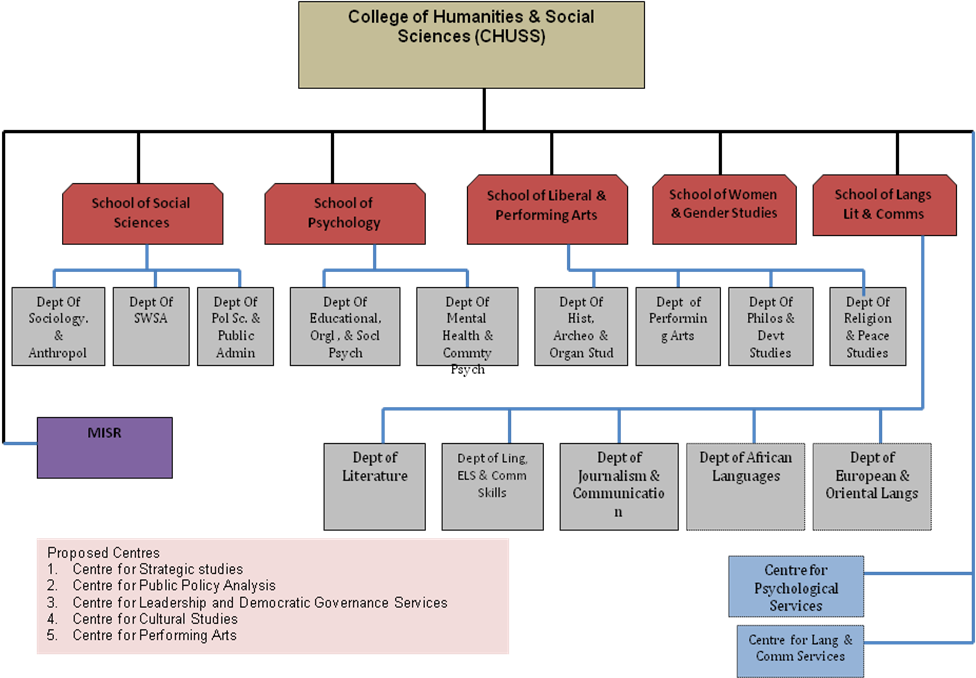 College of Humanities & Social
Sciences (CHUSS)
School of Social
Sciences
School of
Psychology
School of Liberal &
Performing Arts
School of Women
& Gender Studies
School of Langs
Lit & Comms
Dept Of
Sociology.
&
Anthropol
Dept Of
SWSA
Dept Of
Pol Sc. &
Public
Admin
Dept Of
Educational,
Orgl , & Socl
Psych
Dept Of
Mental
Health &
Commty
Psych
Dept Of
Hist,
Archeo &
Organ Stud
Dept of
Performin
g Arts
Dept Of
Philos &
Devt
Studies
Dept Of
Religion
& Peace
Studies
MISR
Dept of
Literature
Dept of Ling,
ELS & Comm
Skills
Dept of
Journalism &
Communicatio
n
Dept of African
Languages
Dept of
European &
Oriental Langs
Proposed Centres
1. Centre for Strategic studies
2. Centre for Public Policy Analysis
3. Centre for Leadership and Democratic Governance Services
4. Centre for Cultural Studies
5. Centre for Performing Arts
Centre for
Psychological
Services
Centre for Lang &
Comm Services